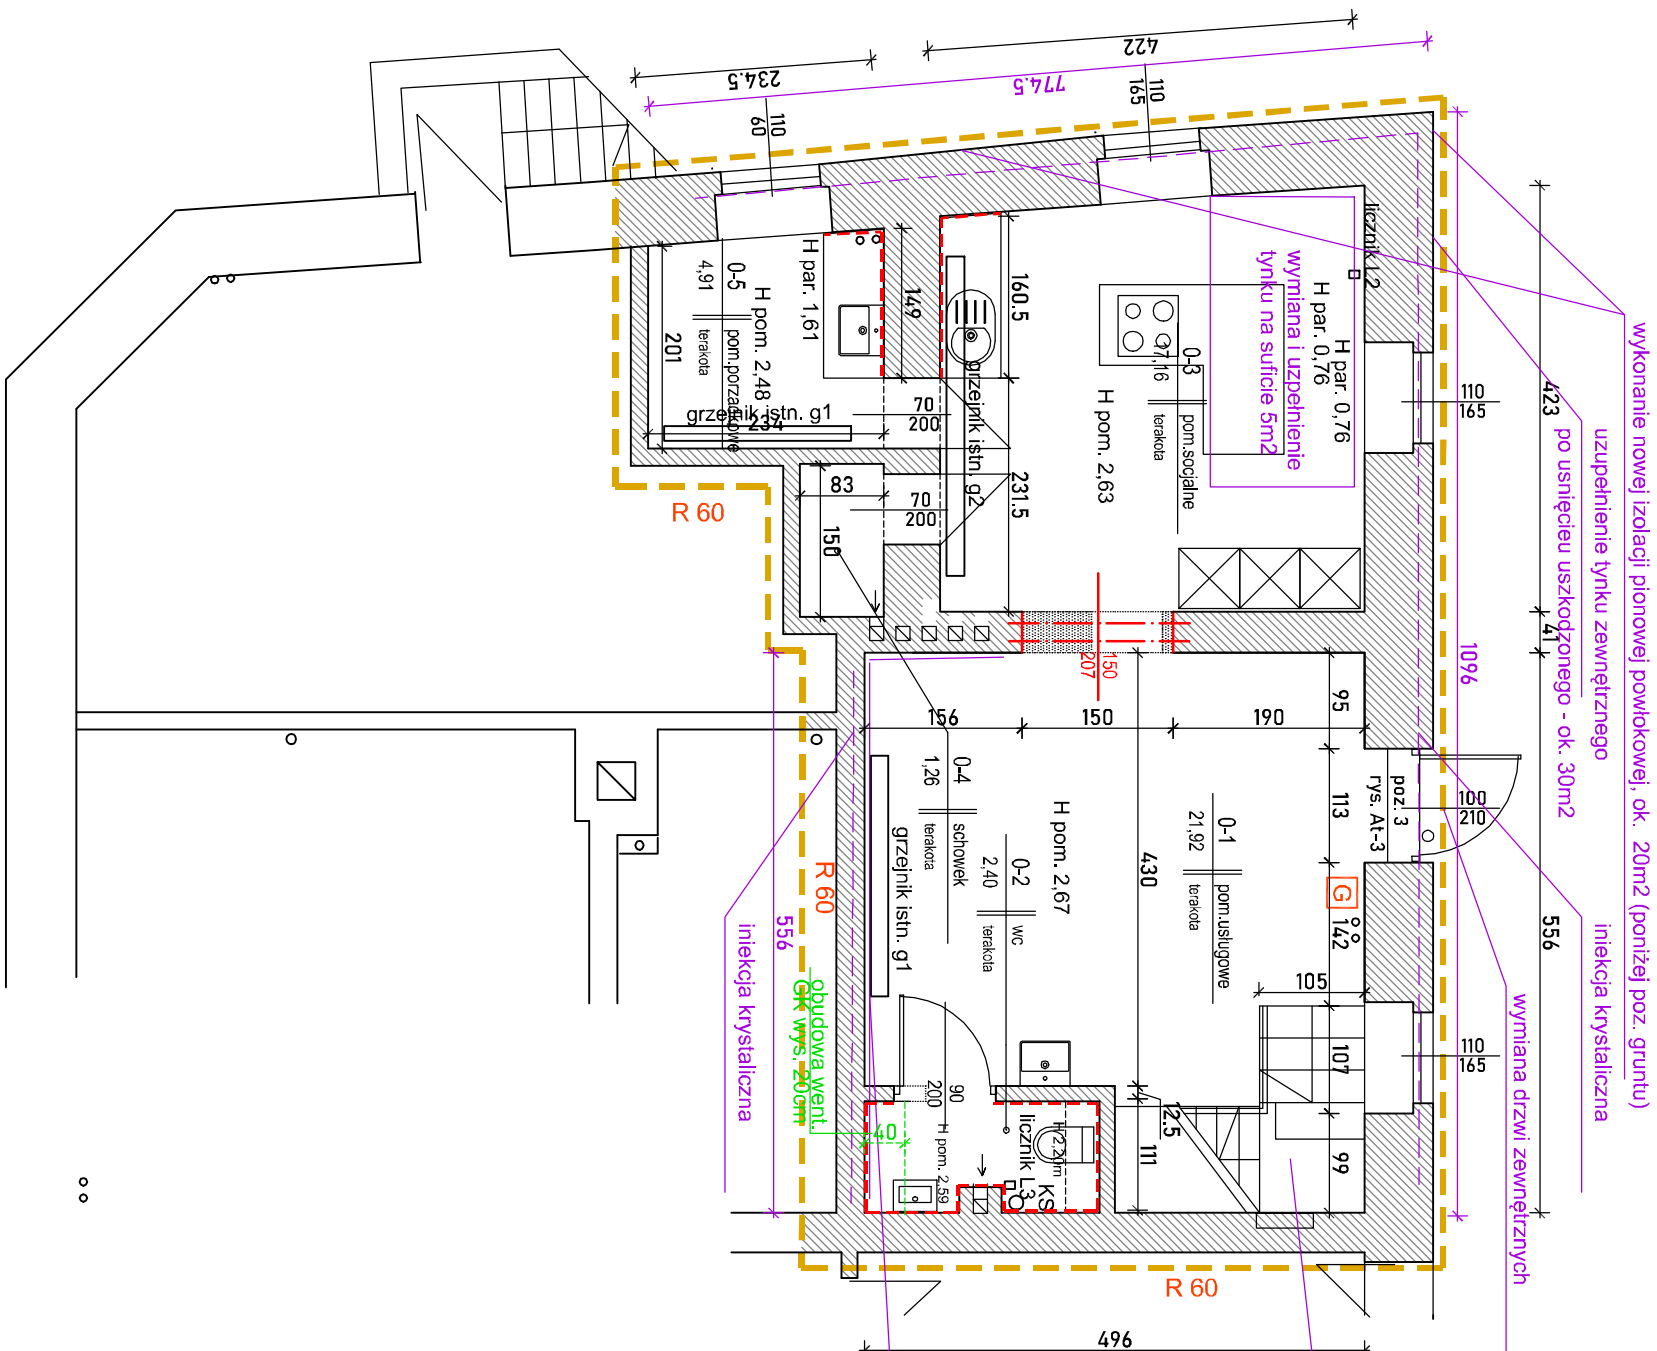 422
774.5
234.5
110
165
110
60
wykonanie nowej izolacji pionowej powłokowej, ok. 20m2 (poniżej poz. gruntu)
uzupełnienie tynku zewnętrznego
po usnięcieu uszkodzonego - ok. 30m2
iniekcja krystaliczna
wymiana drzwi zewnętrznych
423
41
556
1096
110
165
100
210
110
165
licznik L2
H par. 0,76
H par. 0,76
wymiana i uzpełnienie
tynku na suficie 5m2
0-3
17,16
pom.socjalne
terakota
H pom. 2,63
160.5
231.5
grzejnik istn. g2
149
H par. 1,61
H pom. 2,48
0-5
4,91
pom.porządkowe
terakota
201
grzejnik istn. g1
234
70
200
70
200
83
150
R 60
150
207
156
150
190
95
113
142
107
99
105
poz. 3
rys. At-3
G
430
12.5
111
0-1
21,92
pom.usługowe
terakota
H pom. 2,67
0-2
2,40
wc
terakota
0-4
1,26
schowek
terakota
grzejnik istn. g1
R 60
556
iniekcja krystaliczna
obudowa went.
GK wys. 20cm
40
90
200
H pom. 2,59
licznik L3
H 2,20m
KS
R 60
496